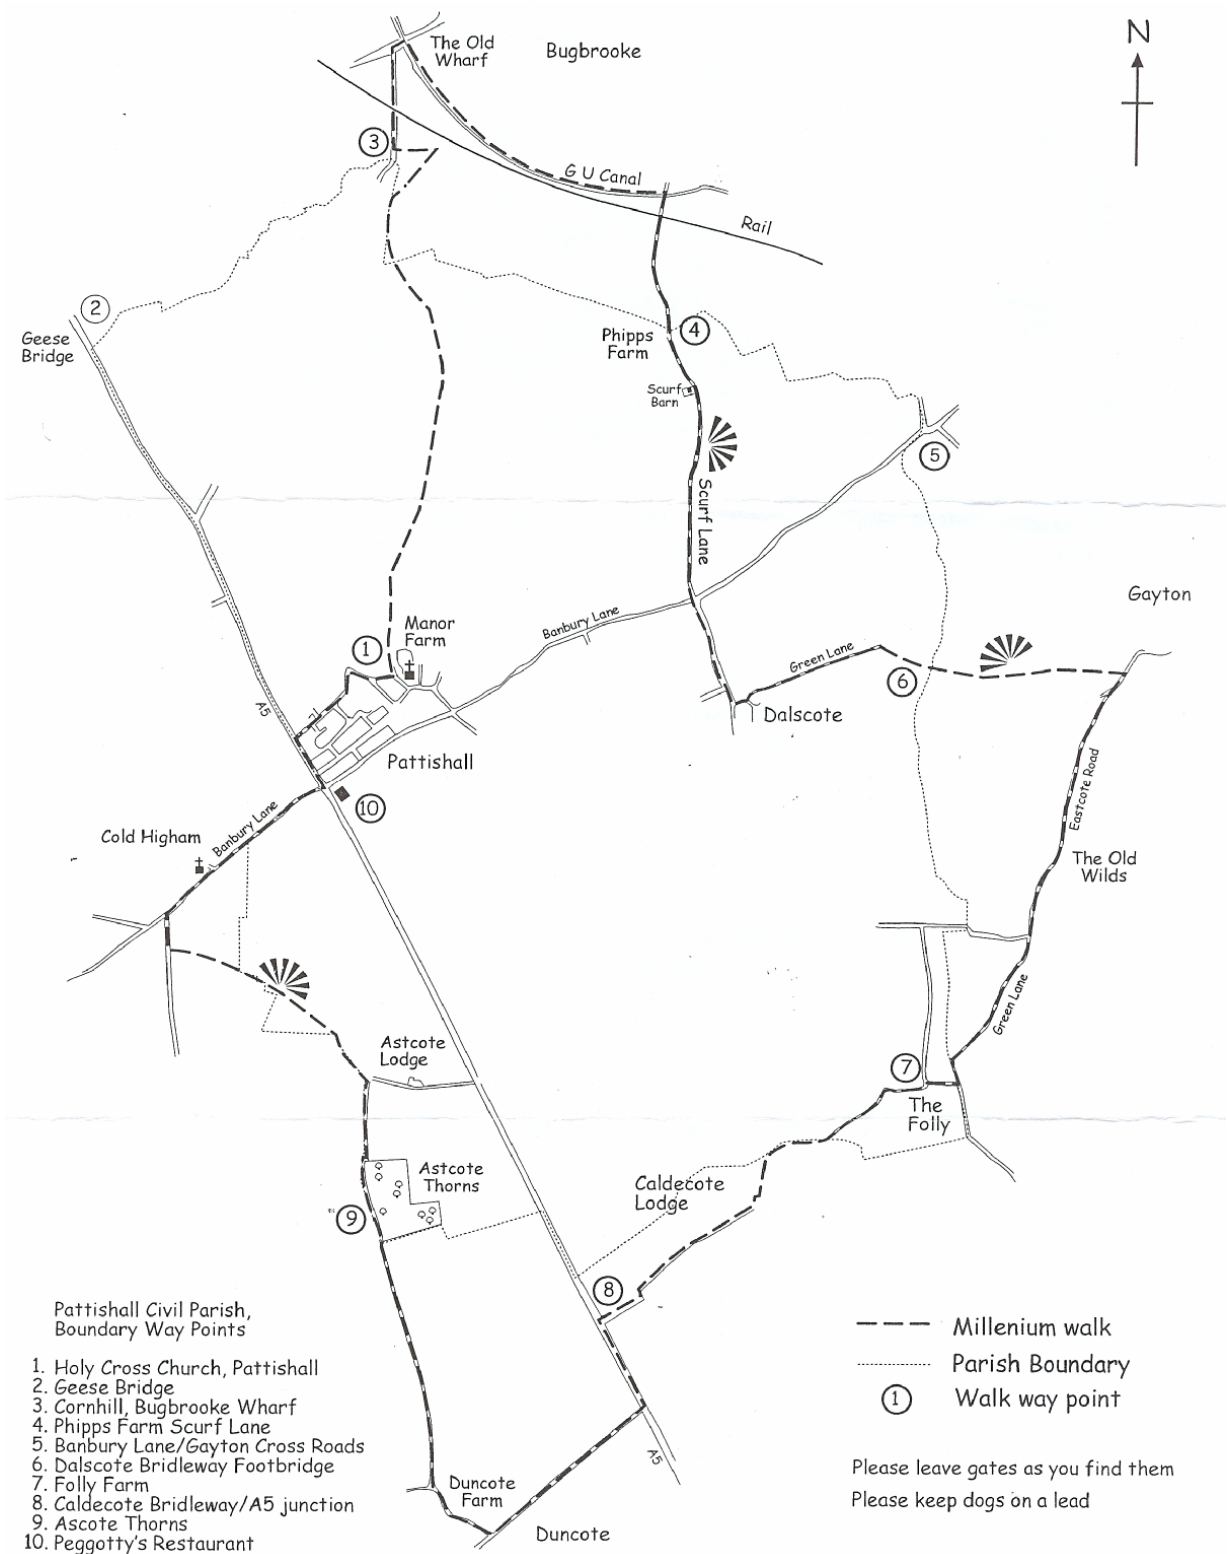 N
The Old
Wharf
Bugbrooke
3
G U Canal
Rail
2
Geese
Bridge
Phipps
Farm
4
Scurf
Barn
5
Scurf Lane
Gayton
Manor
Farm
1
Banbury Lane
Green Lane
6
A5
Dalscote
Pattishall
10
Eastcote Road
Cold Higham
Banbury Lane
The Old
Wilds
Green Lane
Astcote
Lodge
7
The
Folly
Astcote
Thorns
9
Caldecote
Lodge
8
Pattishall Civil Parish,
Boundary Way Points
1. Holy Cross Church, Pattishall
2. Geese Bridge
3. Cornhill, Bugbrooke Wharf
4. Phipps Farm Scurf Lane
5. Banbury Lane/Gayton Cross Roads
6. Dalscote Bridleway Footbridge
7. Folly Farm
8. Caldecote Bridleway/A5 junction
9. Ascote Thorns
10. Peggotty's Restaurant
Duncote
Farm
Duncote
A5
Millenium walk
Parish Boundary
1 Walk way point
Please leave gates as you find them
Please keep dogs on a lead